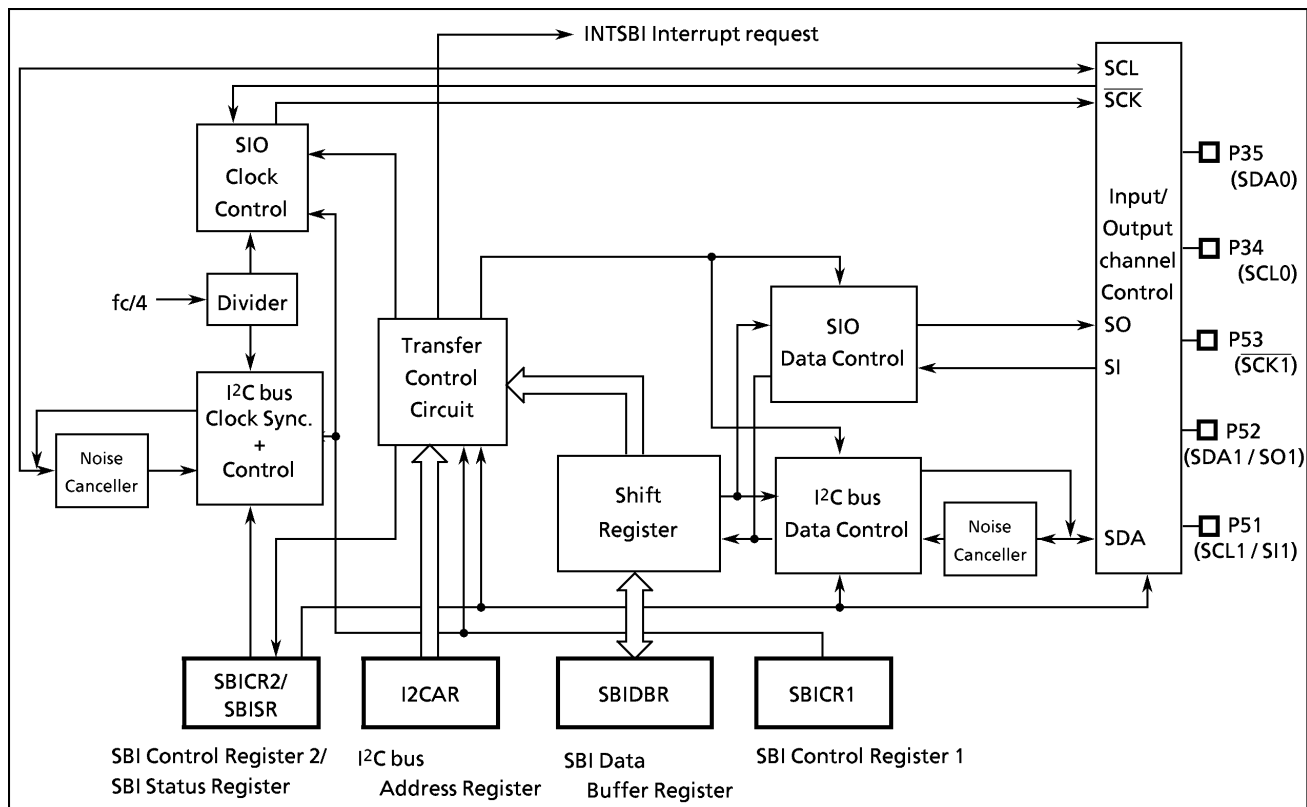 INTSBI Interrupt request
SCL
SCK
SIO
Clock
Control
P35
(SDA0)
Input/
Output
channel
Control
P34
(SCL0)
fc/4
Divider
SO
SI
SIO
Data Control
P53
(SCK1)
Transfer
Control
Circuit
I²C bus
Clock Sync.
+
Control
Noise
Canceller
P52
(SDA1 / SO1)
Shift
Register
I²C bus
Data Control
Noise
Canceller
SDA
P51
(SCL1 / SI1)
SBICR2/
SBISR
I2CAR
SBIDBR
SBICR1
SBI Control Register 2/
SBI Status Register
I²C bus
Address Register
SBI Data
Buffer Register
SBI Control Register 1